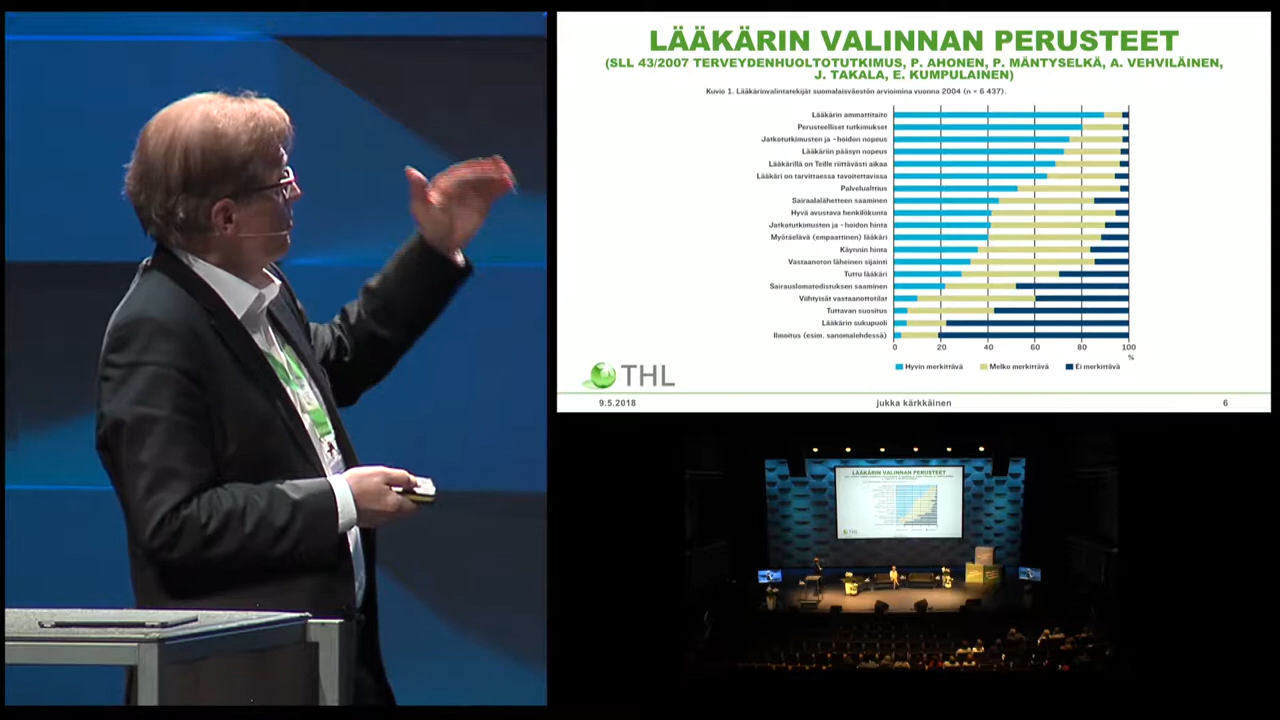 LÄÄKÄRIN VALINNAN PERUSTEET
(SLL 43/2007 TERVEYDENHUOLTOTUTKIMUS, P. AHONEN, P. MÄNTYSELKÄ, A. VEHVILÄINEN,
J. TAKALA, E. KUMPULAINEN)
Kuvio 1. Lääkärinvalintatekijät suomalaisväestön arvioimina vuonna 2004 (n = 6 437).
Lääkärin ammattitaito
Perusteelliset tutkimukset
Jatkotutkimusten ja -hoidon nopeus
Lääkäriin pääsyn nopeus
Lääkärillä on Teille riittävästi aikaa
Lääkäri on tarvittaessa tavoitettavissa
Palvelualttius
Sairaalalähetteen saaminen
Hyvä avustava henkilökunta
Jatkotutkimusten ja -hoidon hinta
Myötäelävä (empaattinen) lääkäri
Käynnin hinta
Vastaanoton läheinen sijainti
Tuttu lääkäri
Sairauslomatodistuksen saaminen
Viihtyisät vastaanottotilat
Tuttavan suositus
Lääkärin sukupuoli
Ilmoitus (esim. sanomalehdessä)
0 20 40 60 80 100
%
Hyvin merkittävä Melko merkittävä Ei merkittävä
THL
9.5.2018 jukka kärkkäinen 6
LÄÄKÄRIN VALINNAN PERUSTEET
THL